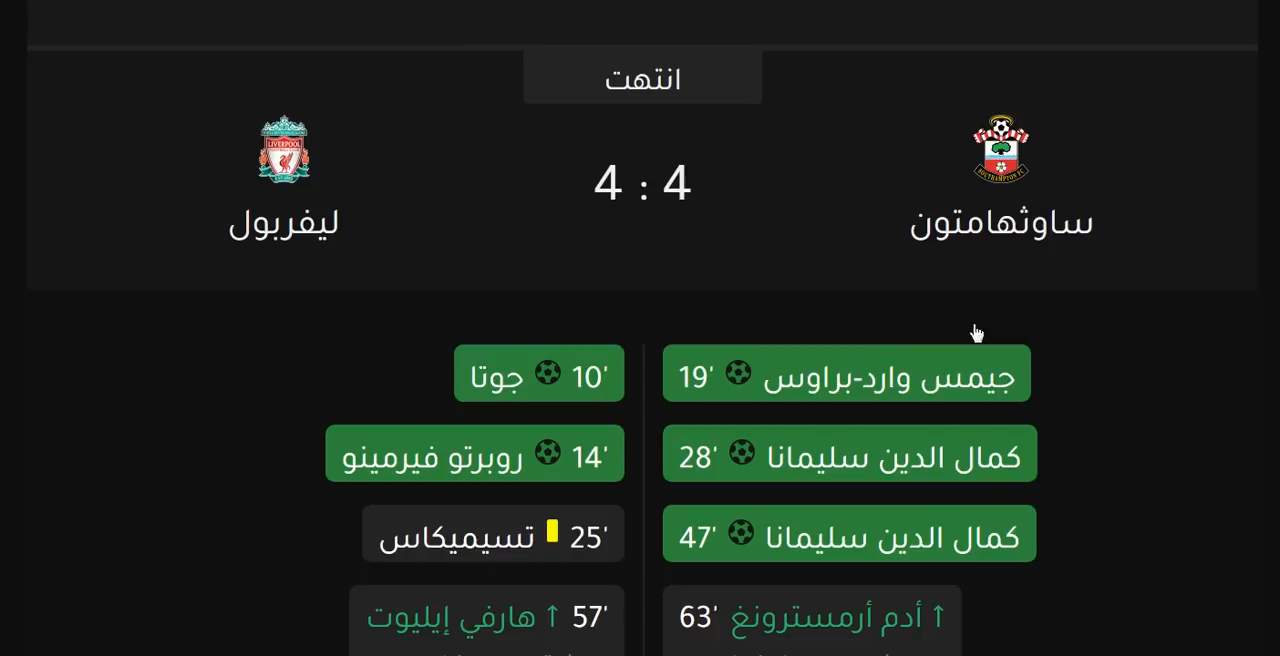 انتهت
ساوثهامتون
4 : 4
ليفربول
جيمس وارد-براوس 19'
10' جوتا
كمال الدين سليمانا 28'
14' روبرتو فيرمينو
كمال الدين سليمانا 47'
25' تسيميكاس
↑ أدم أرمسترونغ 63'
57' ↑ هارفي إيليوت